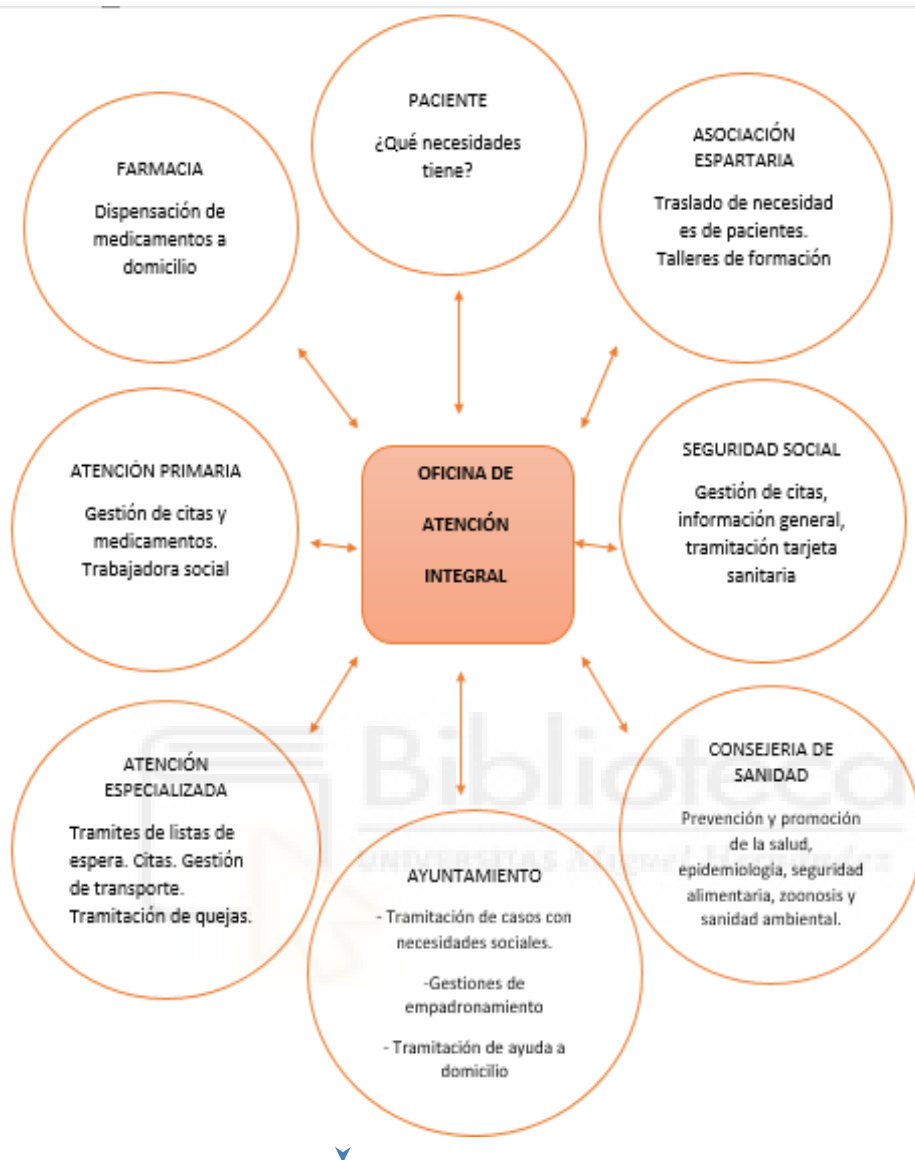 PACIENTE
¿Qué necesidades
tiene?
FARMACIA
Dispensación de
medicamentos a
domicilio
ASOCIACIÓN
ESPARTARIA
Traslado de necesidad
es de pacientes.
Talleres de formación
ATENCIÓN PRIMARIA
Gestión de citas y
medicamentos.
Trabajadora social
OFICINA DE
ATENCIÓN
INTEGRAL
SEGURIDAD SOCIAL
Gestión de citas,
información general,
tramitación tarjeta
sanitaria
ATENCIÓN
ESPECIALIZADA
Tramites de listas de
espera. Citas. Gestión
de transporte.
Tramitación de quejas.
AYUNTAMIENTO
- Tramitación de casos con
necesidades sociales.
-Gestiones de
empadronamiento
- Tramitación de ayuda a
domicilio
CONSEJERIA DE
SANIDAD
Prevención y promoción
de la salud,
epidemiología, seguridad
alimentaria, zoonosis y
sanidad ambiental.
Biblioteca
UNIVERSITAS Miguel Hernández